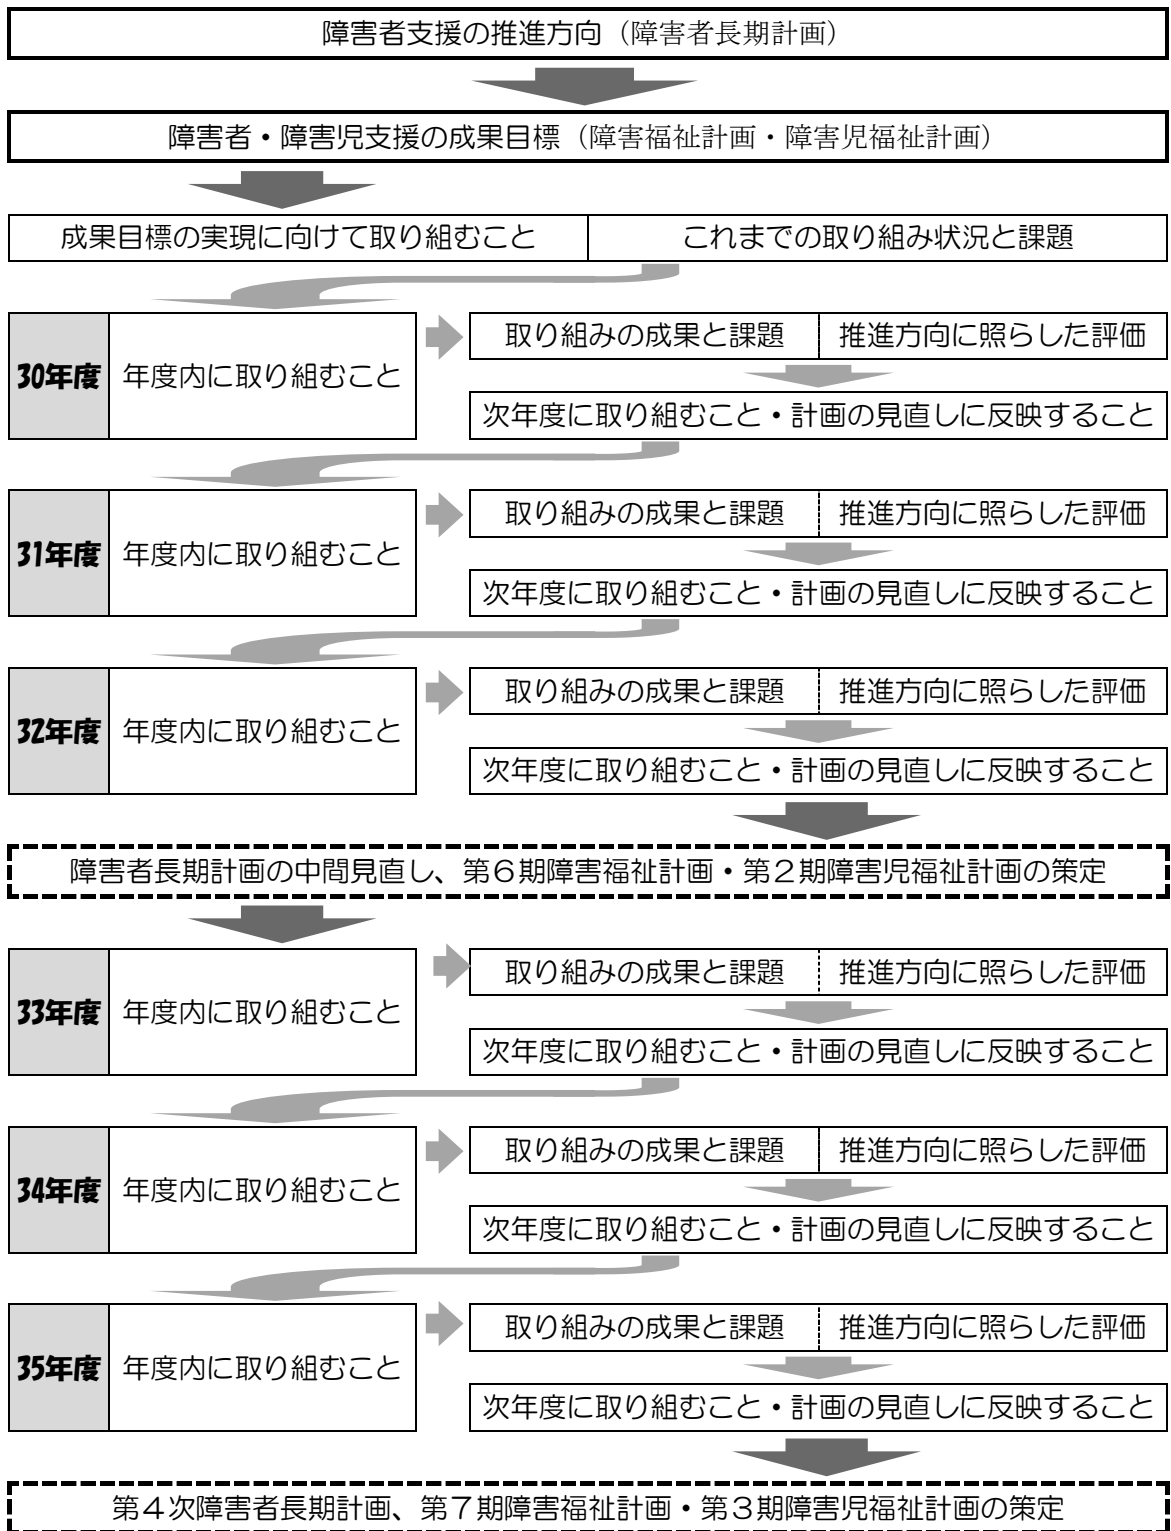 障害者支援の推進方向（障害者長期計画）
障害者・障害児支援の成果目標（障害福祉計画・障害児福祉計画）
成果目標の実現に向けて取り組むこと
これまでの取り組み状況と課題
30年度
年度内に取り組むこと
取り組みの成果と課題
推進方向に照らした評価
次年度に取り組むこと・計画の見直しに反映すること
31年度
年度内に取り組むこと
取り組みの成果と課題
推進方向に照らした評価
次年度に取り組むこと・計画の見直しに反映すること
32年度
年度内に取り組むこと
取り組みの成果と課題
推進方向に照らした評価
次年度に取り組むこと・計画の見直しに反映すること
障害者長期計画の中間見直し、第６期障害福祉計画・第２期障害児福祉計画の策定
33年度
年度内に取り組むこと
取り組みの成果と課題
推進方向に照らした評価
次年度に取り組むこと・計画の見直しに反映すること
34年度
年度内に取り組むこと
取り組みの成果と課題
推進方向に照らした評価
次年度に取り組むこと・計画の見直しに反映すること
35年度
年度内に取り組むこと
取り組みの成果と課題
推進方向に照らした評価
次年度に取り組むこと・計画の見直しに反映すること
第４次障害者長期計画、第７期障害福祉計画・第３期障害児福祉計画の策定